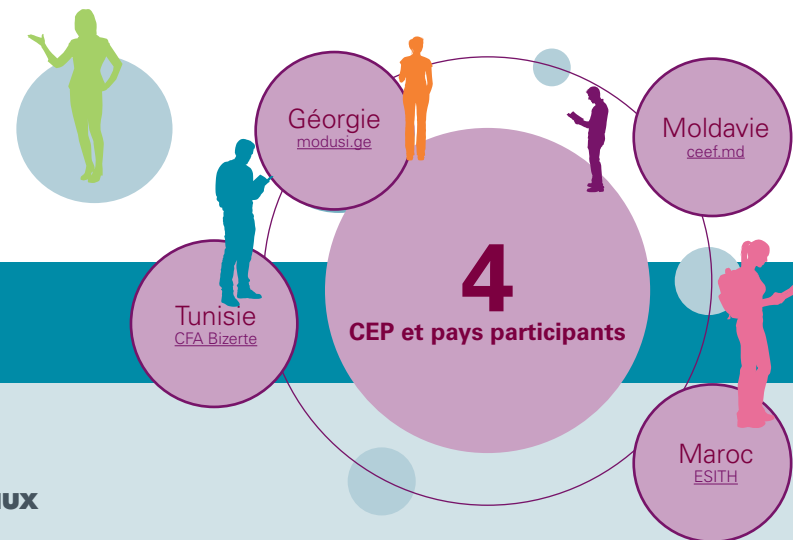 Géorgie
modusi.ge
Moldavie
ceef.md
4
CEP et pays participants
Tunisie
CFA Bizerte
Maroc
ESITH